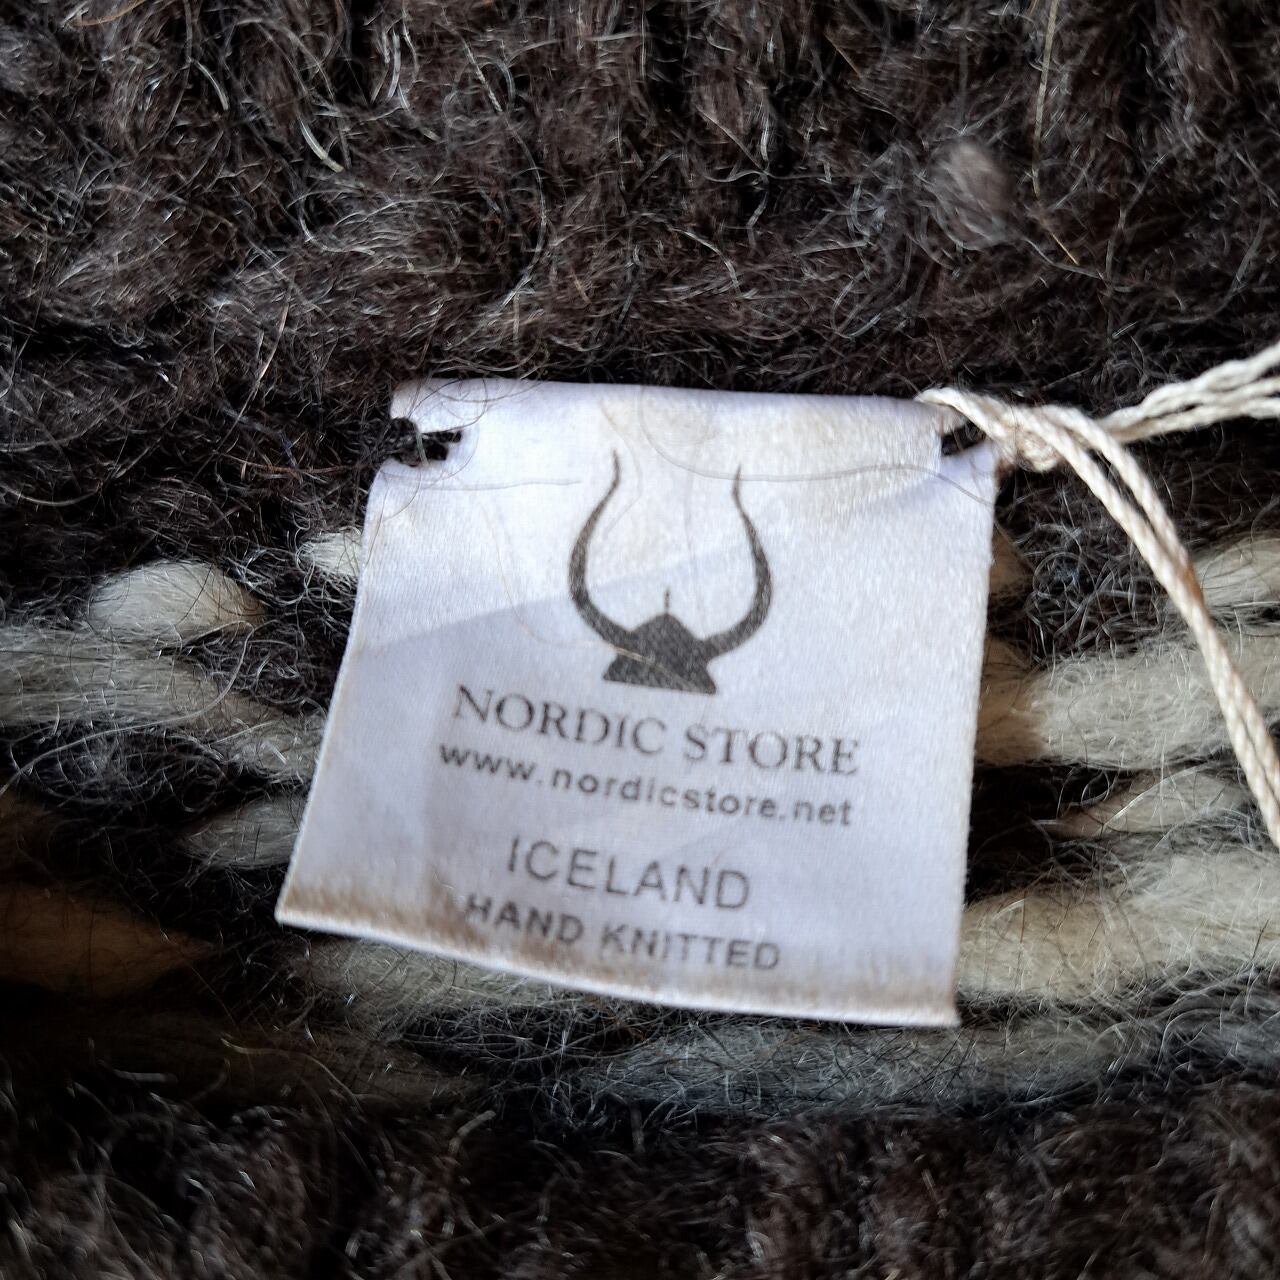 NORDIC STORE
www.nordicstore.net
ICELAND
HAND KNITTED